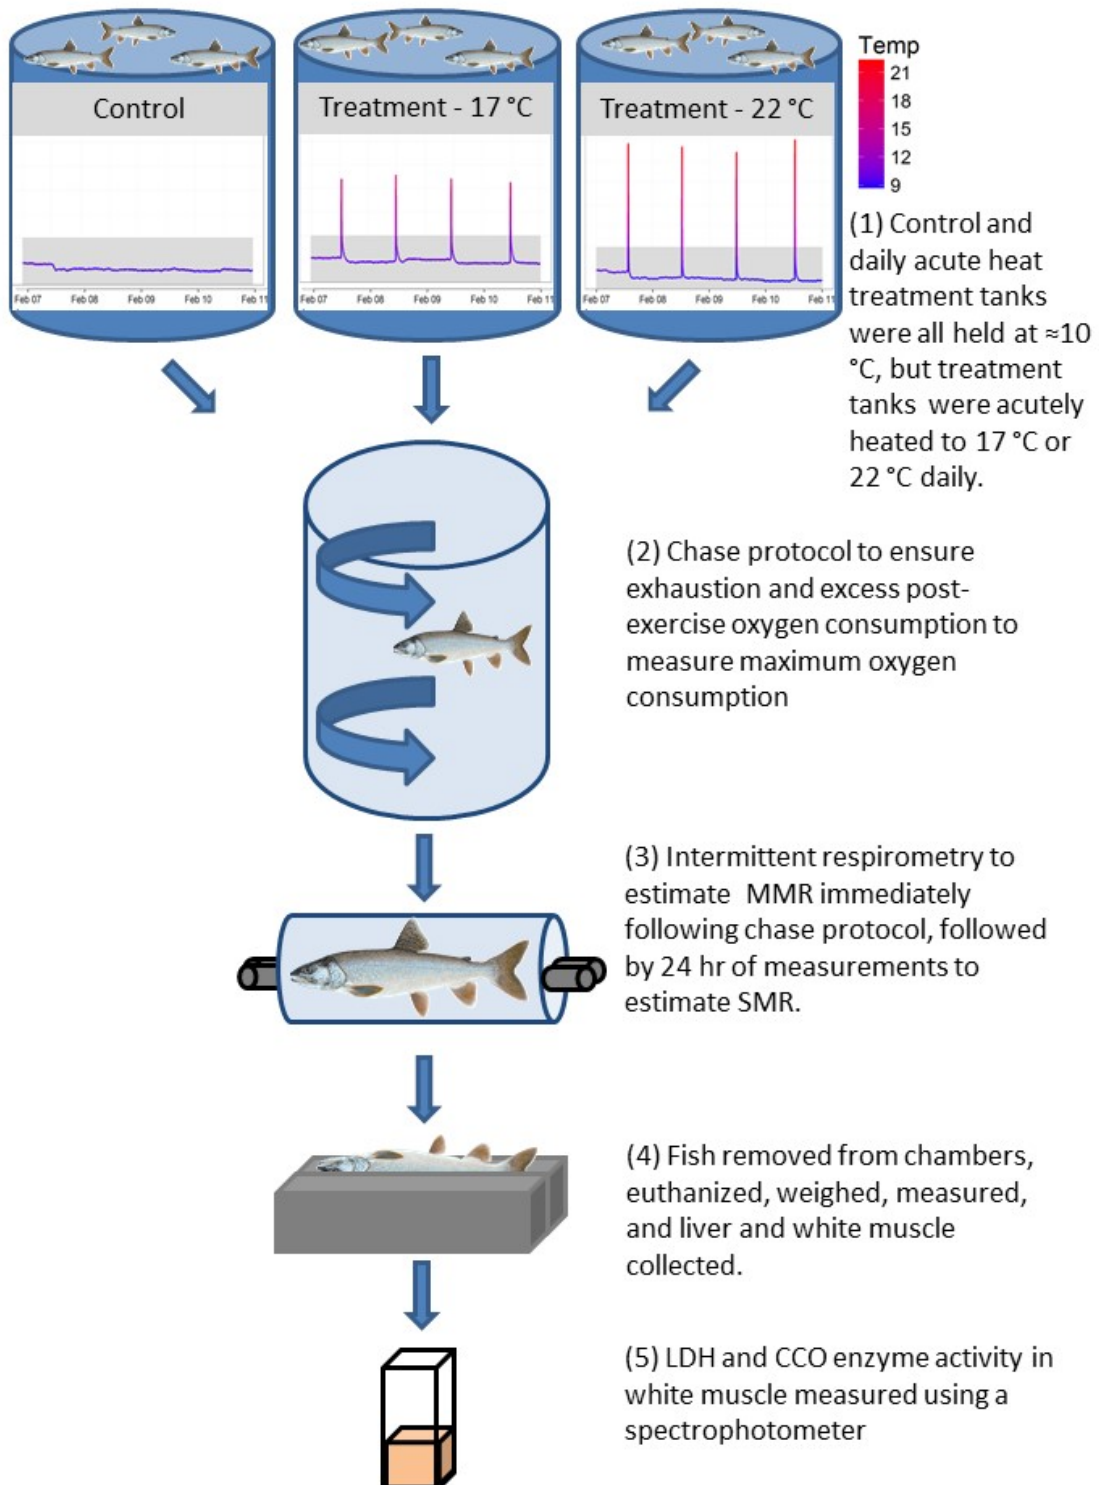 Control
Treatment - 17 °C
Treatment - 22 °C
Temp
21
18
15
12
9
Feb 07 Feb 08 Feb 09 Feb 10 Feb 11
Feb 07 Feb 08 Feb 09 Feb 10 Feb 11
Feb 07 Feb 08 Feb 09 Feb 10 Feb 11
(1) Control and
daily acute heat
treatment tanks
were all held at ≈10
°C, but treatment
tanks were acutely
heated to 17 °C or
22 °C daily.
(2) Chase protocol to ensure
exhaustion and excess post-
exercise oxygen consumption to
measure maximum oxygen
consumption
(3) Intermittent respirometry to
estimate MMR immediately
following chase protocol, followed
by 24 hr of measurements to
estimate SMR.
(4) Fish removed from chambers,
euthanized, weighed, measured,
and liver and white muscle
collected.
(5) LDH and CCO enzyme activity in
white muscle measured using a
spectrophotometer